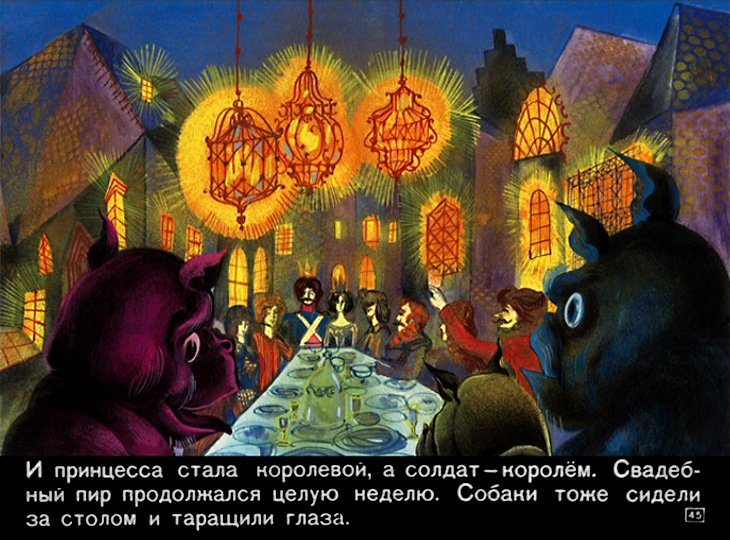 И принцесса стала королевой, а солдат – королём. Свадеб-
ный пир продолжался целую неделю. Собаки тоже сидели
за столом и таращили глаза.
45